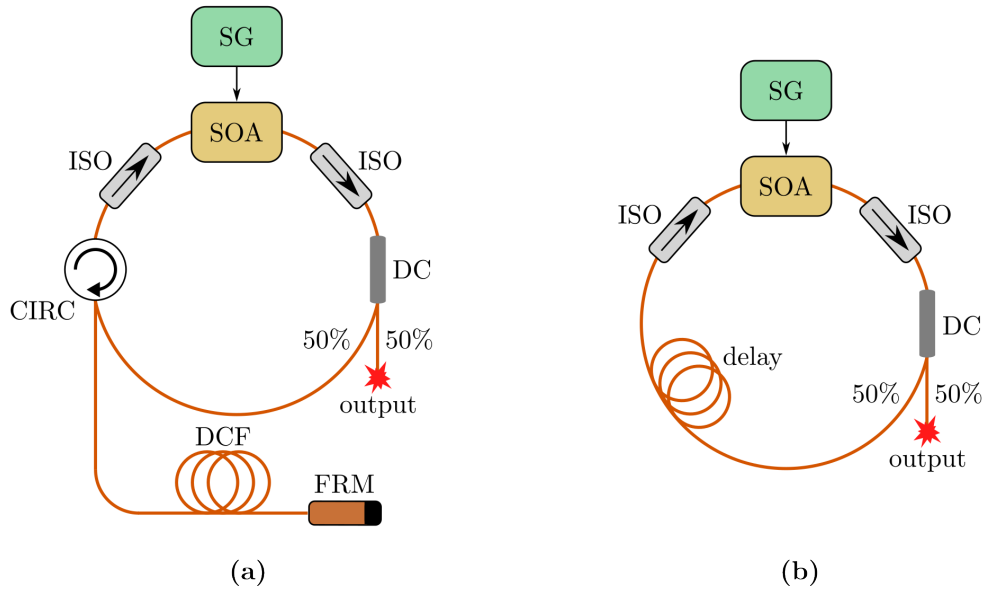 SG
SOA
ISO
ISO
CIRC
DC
50%
50%
output
DCF
FRM
(a)
SG
SOA
ISO
ISO
DC
delay
50%
50%
output
(b)